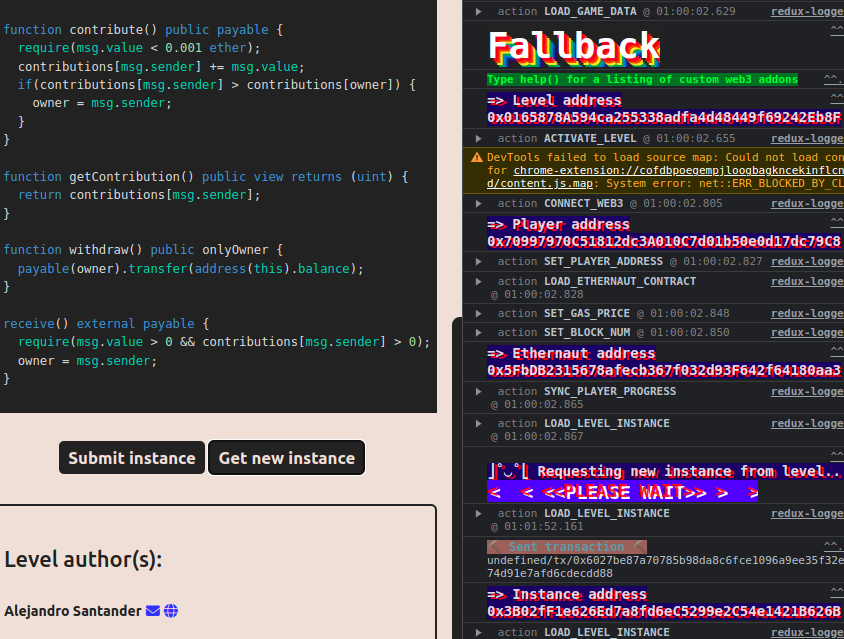 function contribute() public payable {
require(msg.value < 0.001 ether);
contributions[msg.sender] += msg.value;
if(contributions[msg.sender] > contributions[owner]) {
owner = msg.sender;
}
}
function getContribution() public view returns (uint) {
return contributions[msg.sender];
}
function withdraw() public onlyOwner {
payable(owner).transfer(address(this).balance);
}
receive() external payable {
require(msg.value > 0 && contributions[msg.sender] > 0);
owner = msg.sender;
}
Submit instance
Get new instance
Level author(s):
Alejandro Santander
action LOAD_GAME_DATA @ 01:00:02.629 redux-logge
^^
Fallback
Type help() for a listing of custom web3 addons ^^.
=> Level address ^^
0x0165878A594ca255338adfa4d48449f69242Eb8F
action ACTIVATE_LEVEL @ 01:00:02.655 redux-logge
DevTools failed to load source map: Could not load con
for chrome-extension://cofdbpoegempjloogbagkncekinflcn
d/content.js.map: System error: net::ERR_BLOCKED_BY_CL
action CONNECT_WEB3 @ 01:00:02.805 redux-logge
=> Player address ^^
0x70997970C51812dc3A010C7d01b50e0d17dc79C8
action SET_PLAYER_ADDRESS @ 01:00:02.827 redux-logge
action LOAD_ETHERNAUT_CONTRACT redux-logge
@ 01:00:02.828
action SET_GAS_PRICE @ 01:00:02.848 redux-logge
action SET_BLOCK_NUM @ 01:00:02.850 redux-logge
=> Ethernaut address ^^
0x5FbDB2315678afecb367f032d93F642f64180aa3
action SYNC_PLAYER_PROGRESS redux-logge
@ 01:00:02.865
action LOAD_LEVEL_INSTANCE redux-logge
@ 01:00:02.867
^^
Requesting new instance from level..
< < <<PLEASE WAIT>> > >
action LOAD_LEVEL_INSTANCE redux-logge
@ 01:01:52.161
Sent transaction ^^.
undefined/tx/0x6027be87a70785b98da8c6fce1096a9ee35f32e
74d91e7afd6cdecdd88
=> Instance address ^^
0x3B02fF1e626Ed7a8fd6eC5299e2C54e1421B626B
action LOAD_LEVEL_INSTANCE redux-logge